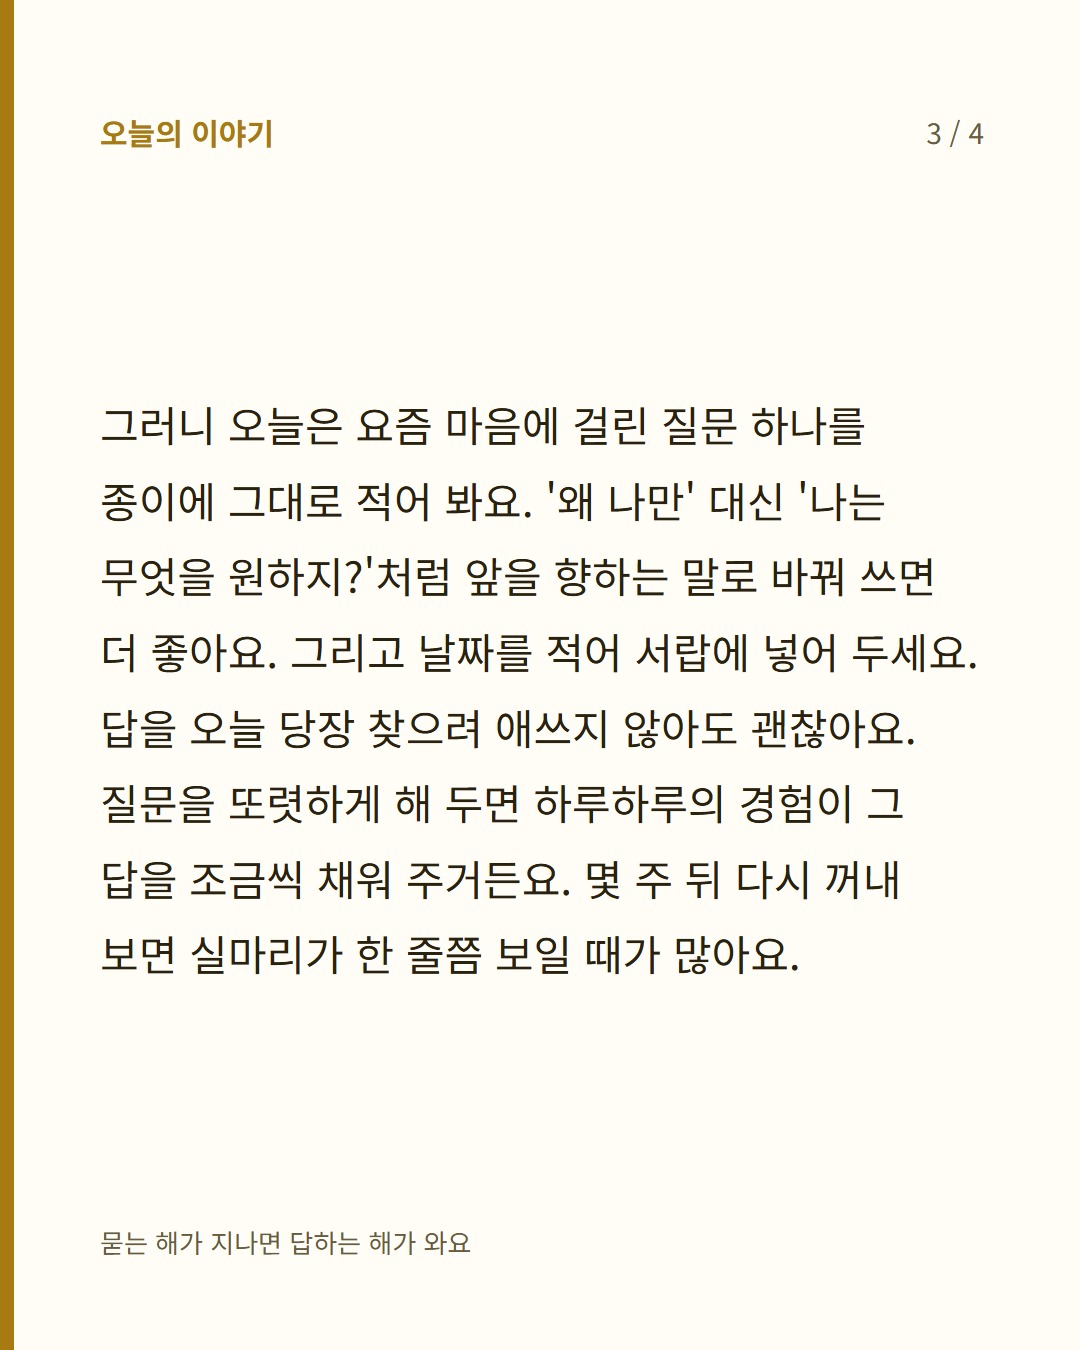 오늘의 이야기
3 / 4
그러니 오늘은 요즘 마음에 걸린 질문 하나를
종이에 그대로 적어 봐요. '왜 나만' 대신 '나는
무엇을 원하지?'처럼 앞을 향하는 말로 바꿔 쓰면
더 좋아요. 그리고 날짜를 적어 서랍에 넣어 두세요.
답을 오늘 당장 찾으려 애쓰지 않아도 괜찮아요.
질문을 또렷하게 해 두면 하루하루의 경험이 그
답을 조금씩 채워 주거든요. 몇 주 뒤 다시 꺼내
보면 실마리가 한 줄쯤 보일 때가 많아요.
묻는 해가 지나면 답하는 해가 와요